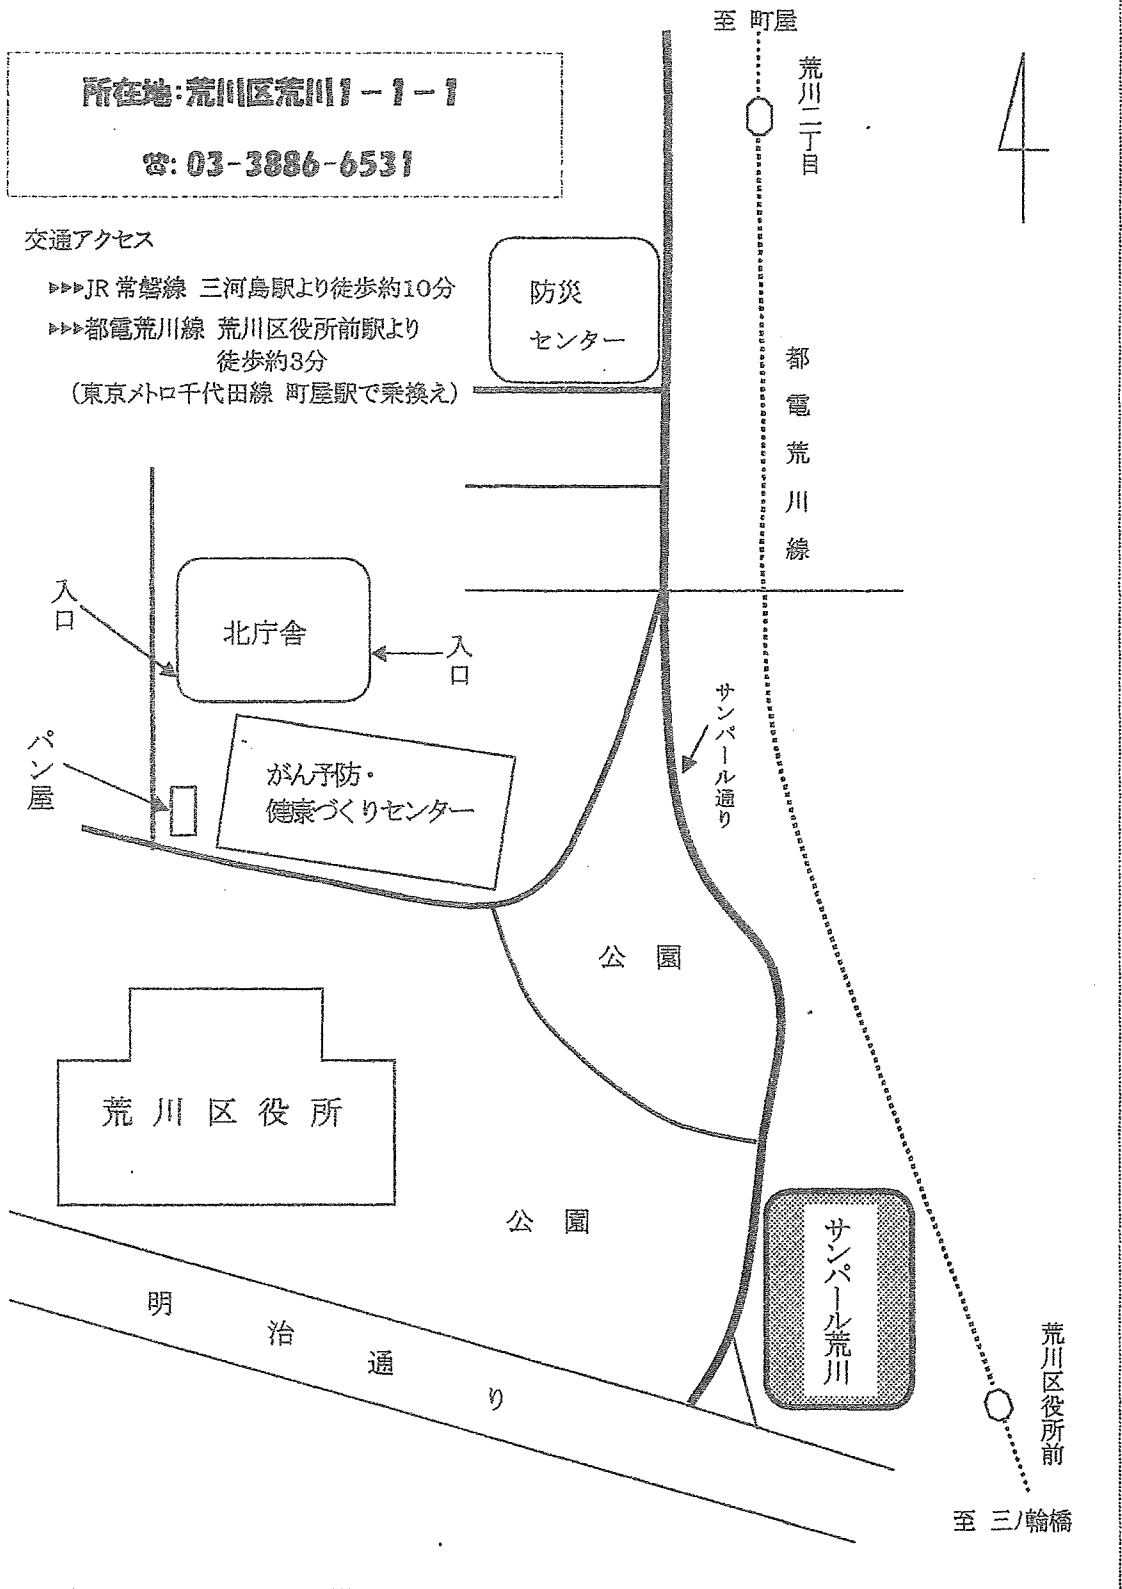 至 町屋
荒川二丁目
所在地:荒川区荒川1-1-1
☎:03-3886-6531
交通アクセス
▹▹▹JR 常磐線 三河島駅より徒歩約10分
▹▹▹都電荒川線 荒川区役所前駅より
徒歩約3分
(東京メトロ千代田線 町屋駅で乗換え)
防災
センター
都電荒川線
入口
北庁舎
入口
サンパール通り
パン屋
がん予防・
健康づくりセンター
公園
荒川区役所
公園
サンパール荒川
明治通り
荒川区役所前
至 三ノ輪橋